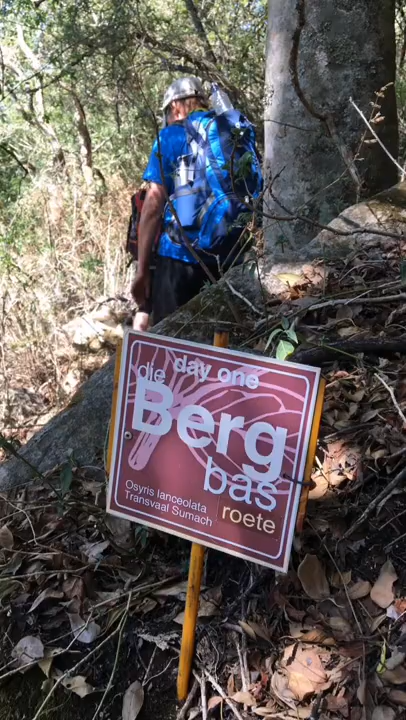 die day one
Berg
bas
Osyris lanceolata
Transvaal Sumach
roete